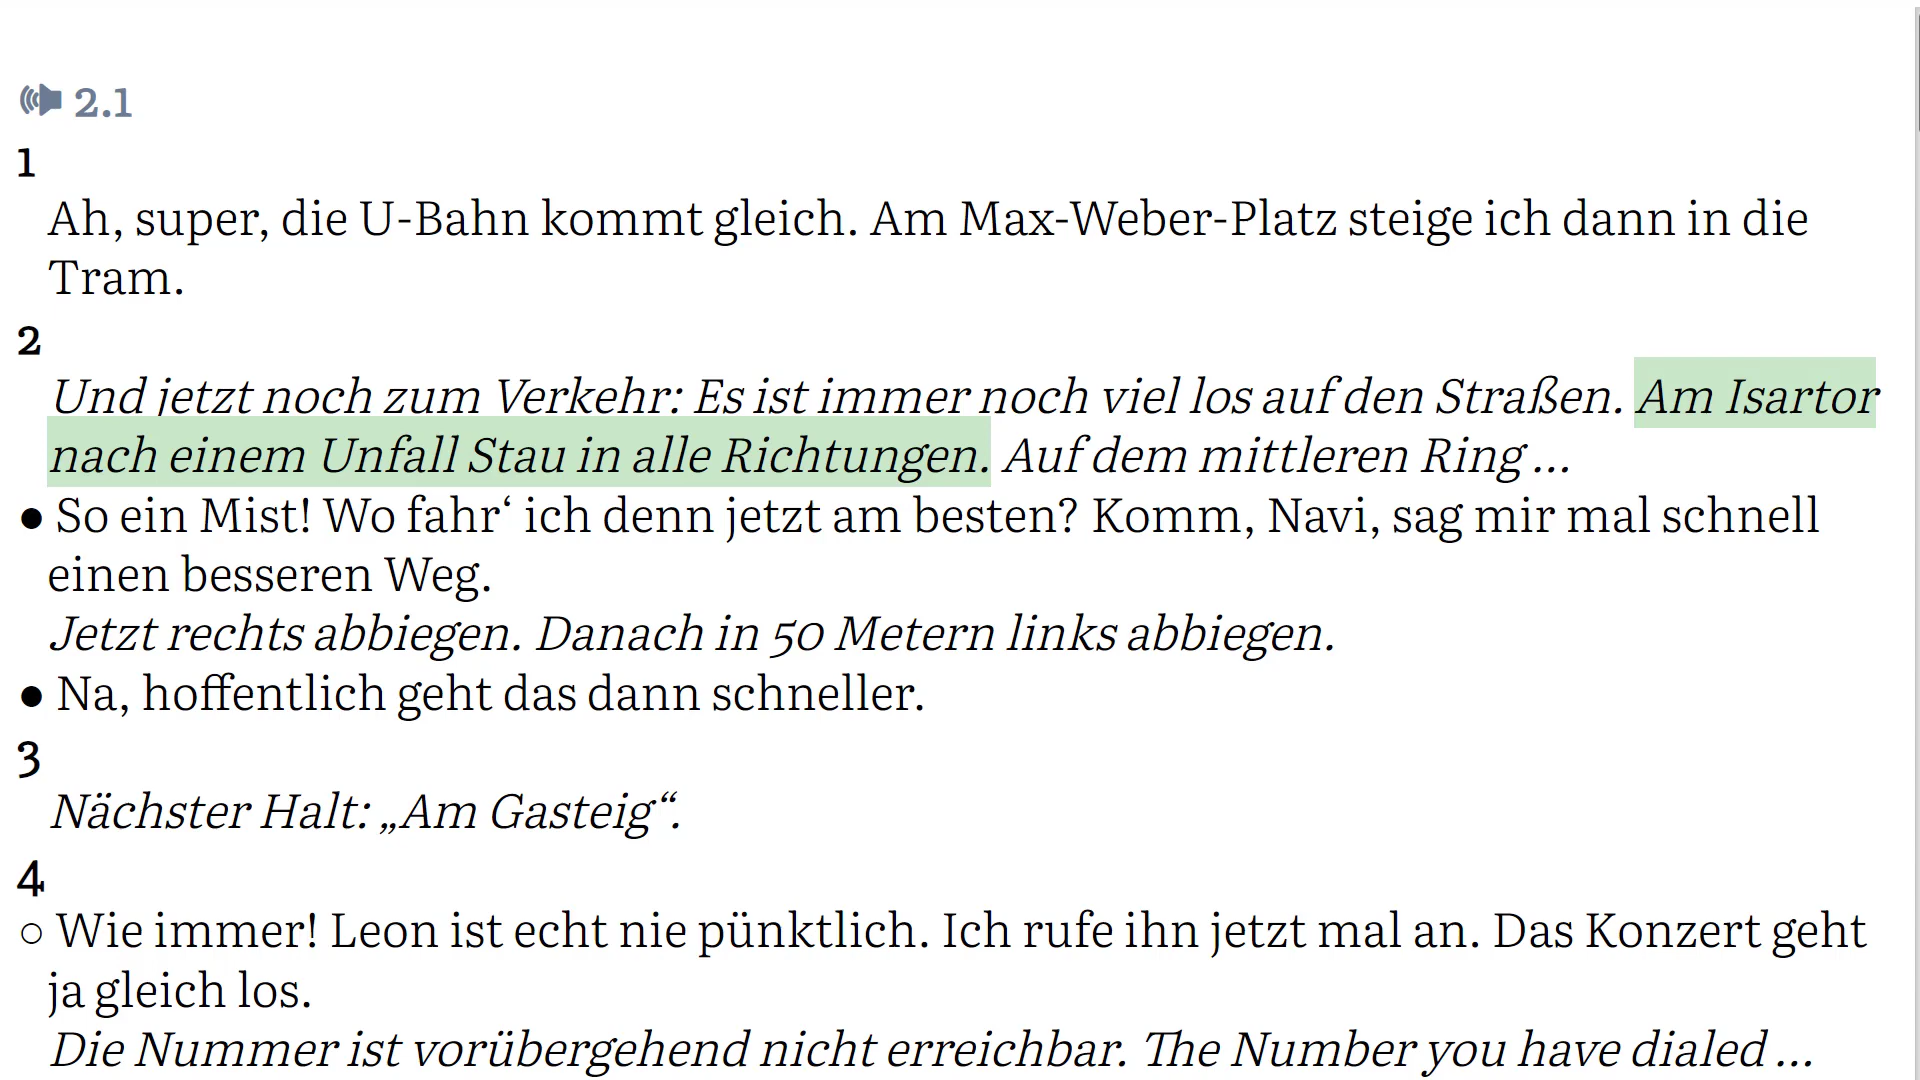 2.1
1
Ah, super, die U-Bahn kommt gleich. Am Max-Weber-Platz steige ich dann in die
Tram.
2
Und jetzt noch zum Verkehr: Es ist immer noch viel los auf den Straßen. Am Isartor
nach einem Unfall Stau in alle Richtungen. Auf dem mittleren Ring ...
● So ein Mist! Wo fahr‘ ich denn jetzt am besten? Komm, Navi, sag mir mal schnell
einen besseren Weg.
Jetzt rechts abbiegen. Danach in 50 Metern links abbiegen.
● Na, hoffentlich geht das dann schneller.
3
Nächster Halt: „Am Gasteig“.
4
○ Wie immer! Leon ist echt nie pünktlich. Ich rufe ihn jetzt mal an. Das Konzert geht
ja gleich los.
Die Nummer ist vorübergehend nicht erreichbar. The Number you have dialed ...